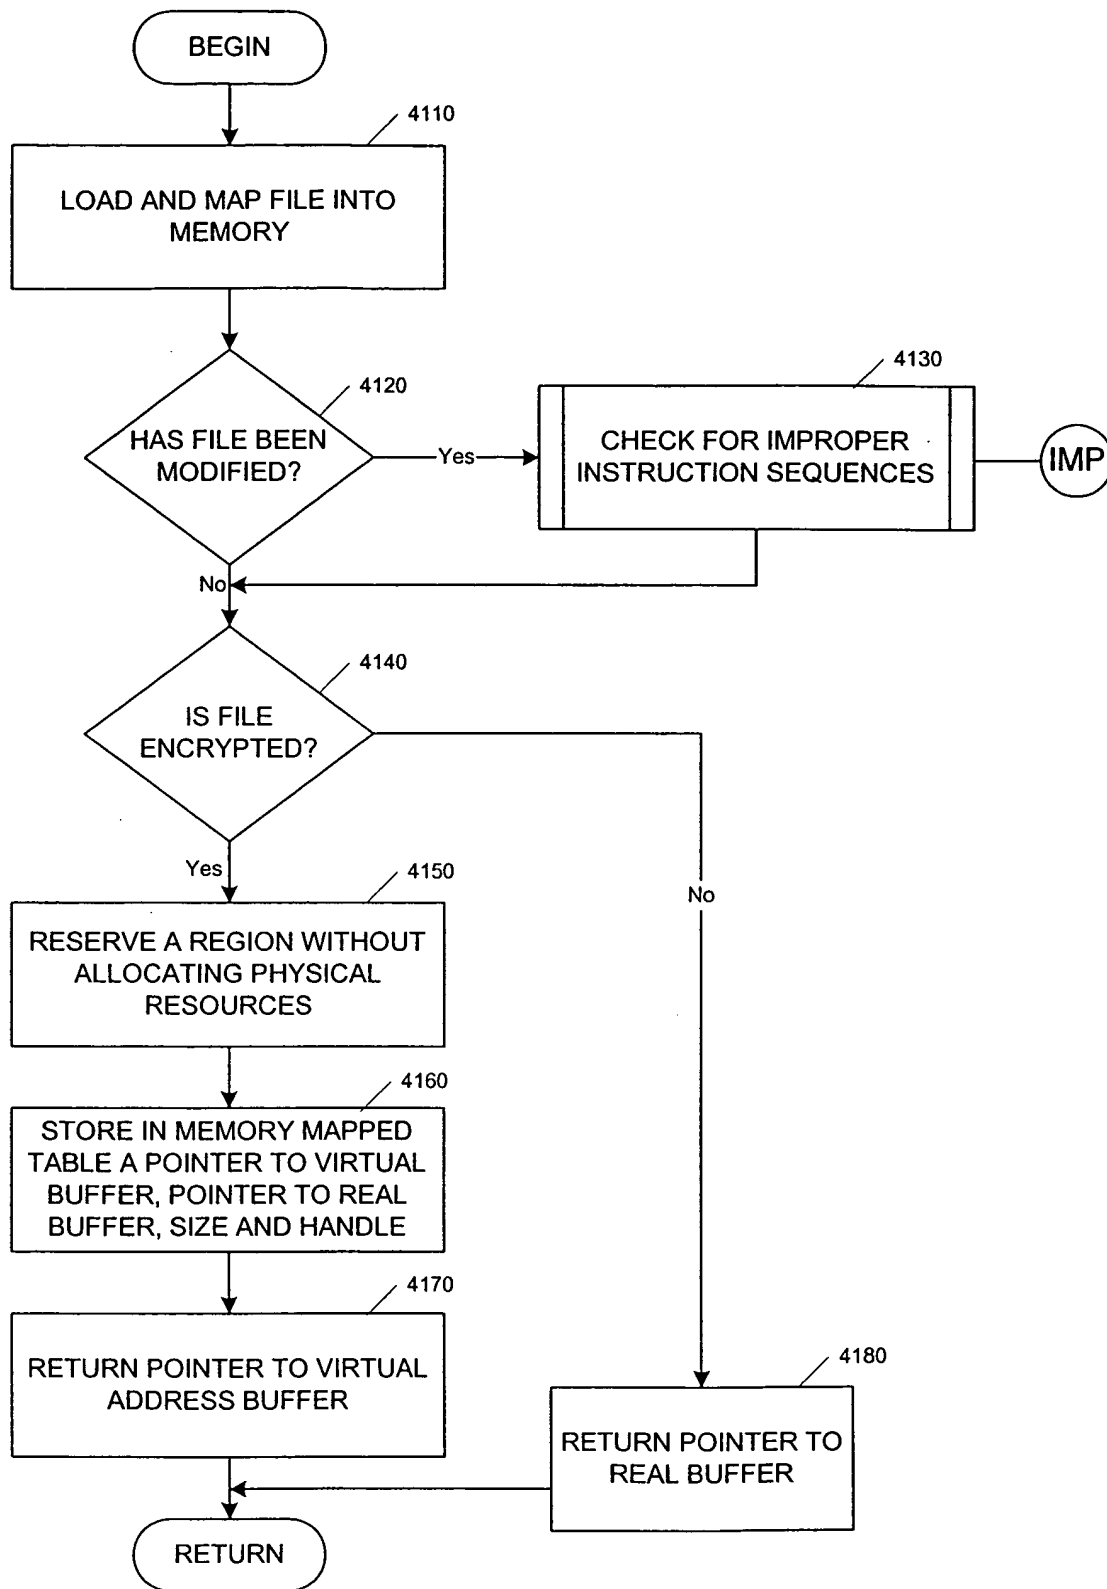 BEGIN
4110
LOAD AND MAP FILE INTO
MEMORY
4120
HAS FILE BEEN
MODIFIED?
Yes
4130
CHECK FOR IMPROPER
INSTRUCTION SEQUENCES
IMP
No
4140
IS FILE
ENCRYPTED?
Yes
No
4150
RESERVE A REGION WITHOUT
ALLOCATING PHYSICAL
RESOURCES
4160
STORE IN MEMORY MAPPED
TABLE A POINTER TO VIRTUAL
BUFFER, POINTER TO REAL
BUFFER, SIZE AND HANDLE
4170
RETURN POINTER TO VIRTUAL
ADDRESS BUFFER
4180
RETURN POINTER TO
REAL BUFFER
RETURN